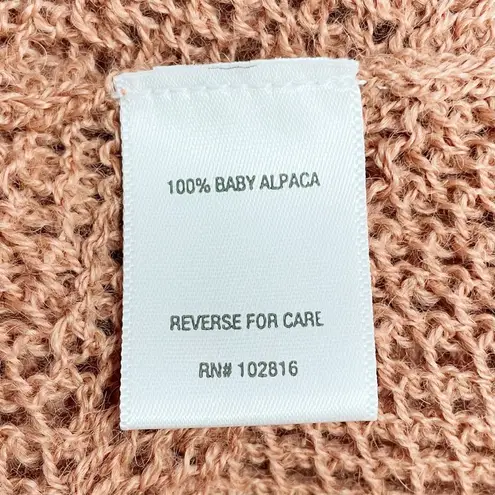 100% BABY ALPACA
REVERSE FOR CARE
RN# 102816